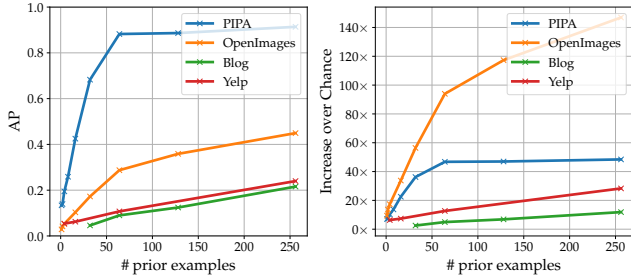 1.0
0.8
0.6
0.4
0.2
0.0
AP
0
50
100
150
200
250
# prior examples
PIPA
OpenImages
Blog
Yelp
140×
120×
100×
80×
60×
40×
20×
0×
Increase over Chance
0
50
100
150
200
250
# prior examples
PIPA
OpenImages
Blog
Yelp